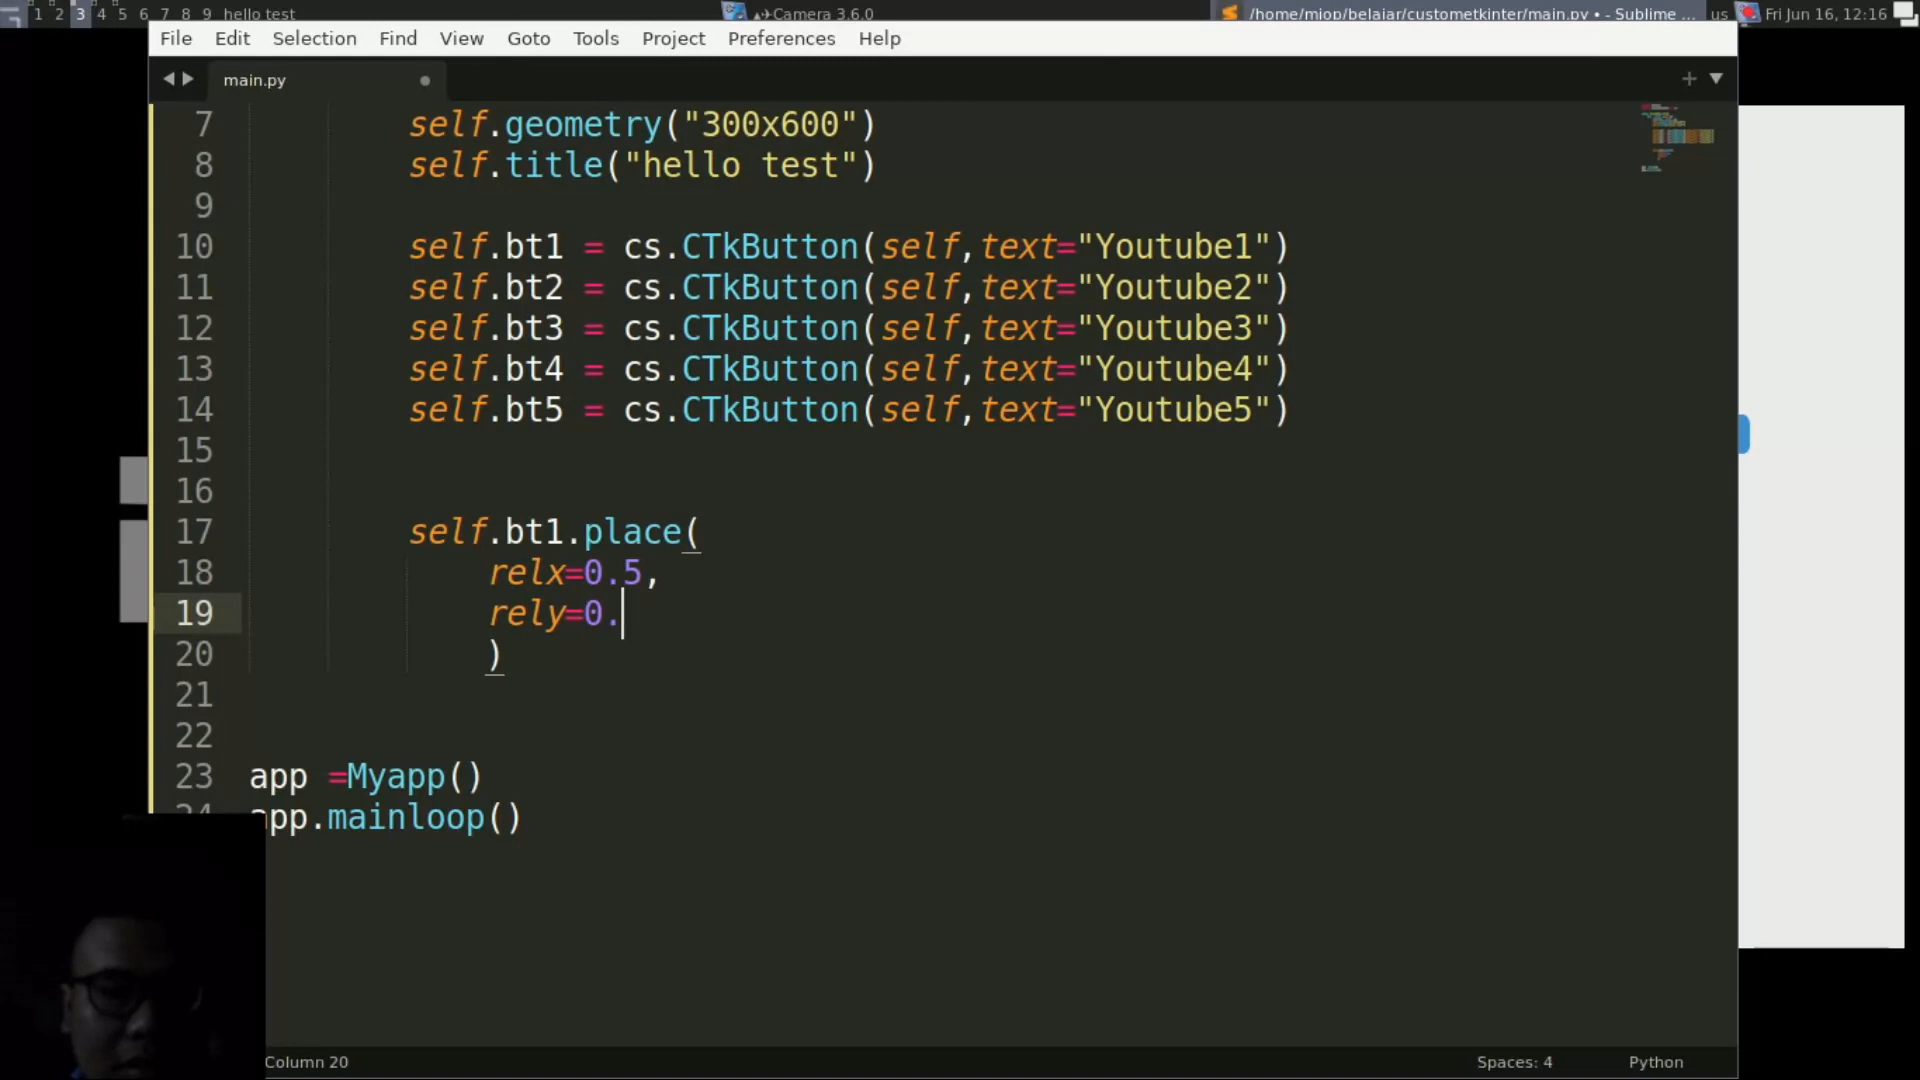 1 2 3 4 5 6 7 8 9 hello test Camera 3.6.0 /home/miop/belajar/custometkinter/main.py • - Sublime ... us Fri Jun 16, 12:16
File Edit Selection Find View Goto Tools Project Preferences Help
main.py
7 self.geometry("300x600")
8 self.title("hello test")
9
10 self.bt1 = cs.CTkButton(self,text="Youtube1")
11 self.bt2 = cs.CTkButton(self,text="Youtube2")
12 self.bt3 = cs.CTkButton(self,text="Youtube3")
13 self.bt4 = cs.CTkButton(self,text="Youtube4")
14 self.bt5 = cs.CTkButton(self,text="Youtube5")
15
16
17 self.bt1.place(
18 relx=0.5,
19 rely=0.
20 )
21
22
23 app =Myapp()
24 app.mainloop()
Column 20 Spaces: 4 Python